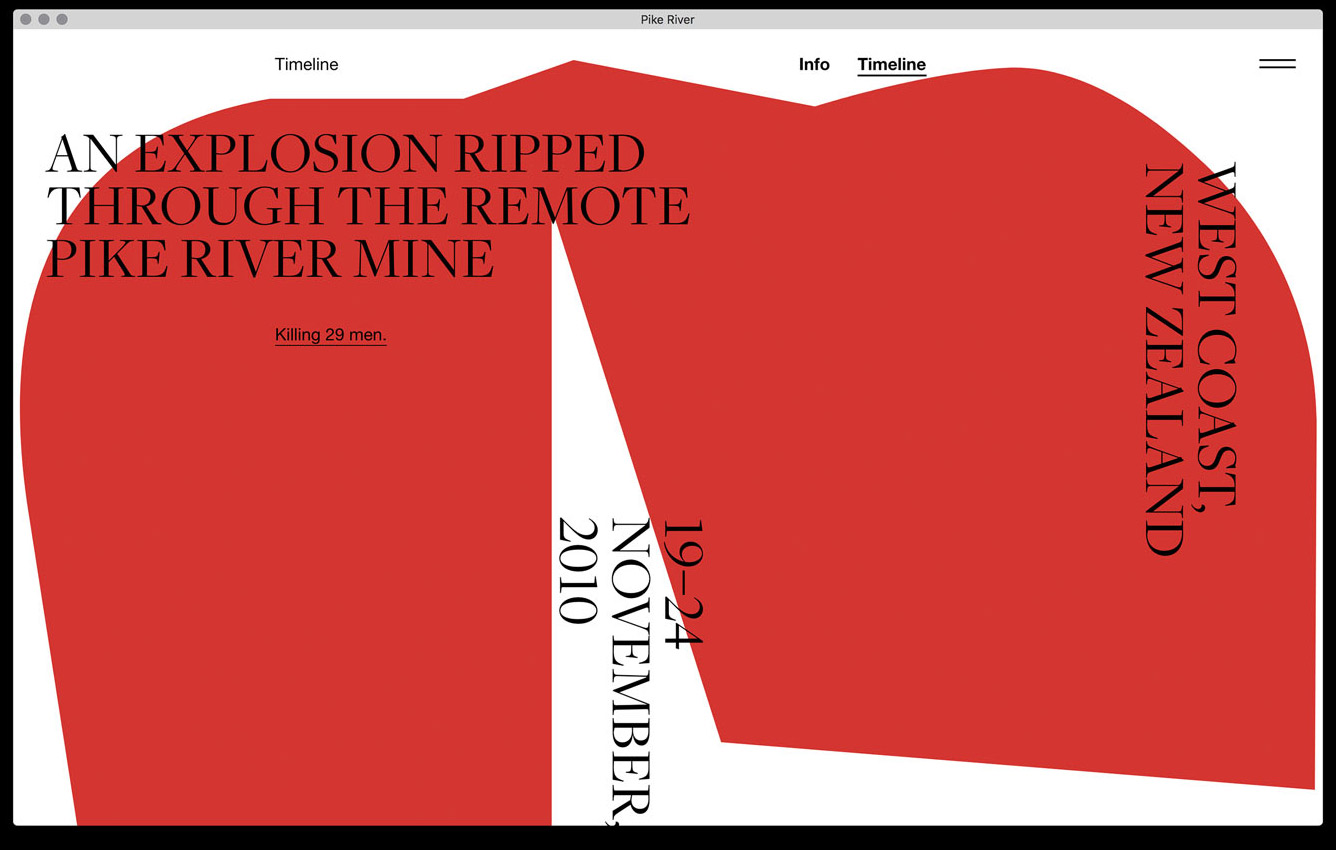 Pike River
Timeline
Info
Timeline
AN EXPLOSION RIPPED
THROUGH THE REMOTE
PIKE RIVER MINE
Killing 29 men.
WEST COAST,
NEW ZEALAND
19–24
NOVEMBER,
2010